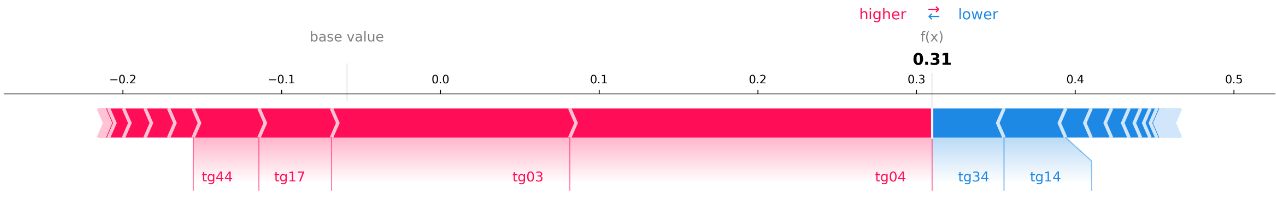 higher ⇄ lower
base value f(x)
0.31
−0.2 −0.1 0.0 0.1 0.2 0.3 0.4 0.5
tg44 tg17 tg03 tg04 tg34 tg14